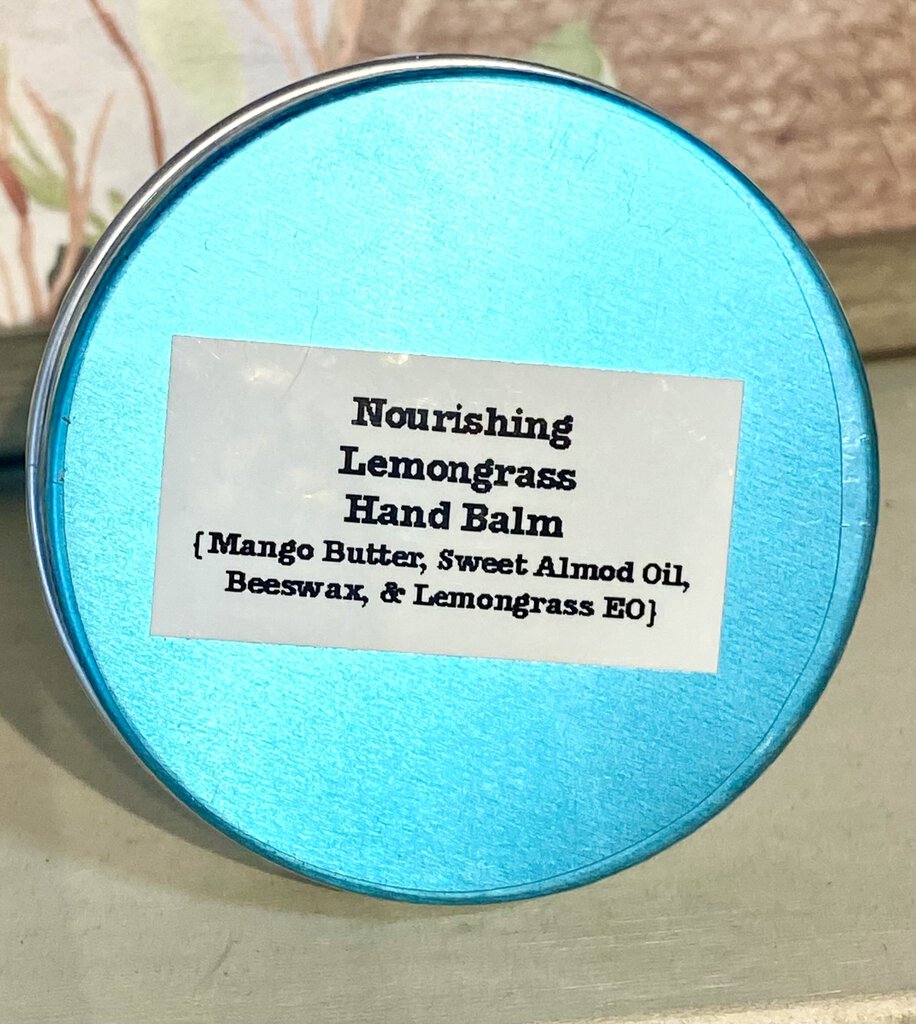 Nourishing
Lemongrass
Hand Balm
{Mango Butter, Sweet Almod Oil,
Beeswax, & Lemongrass EO}